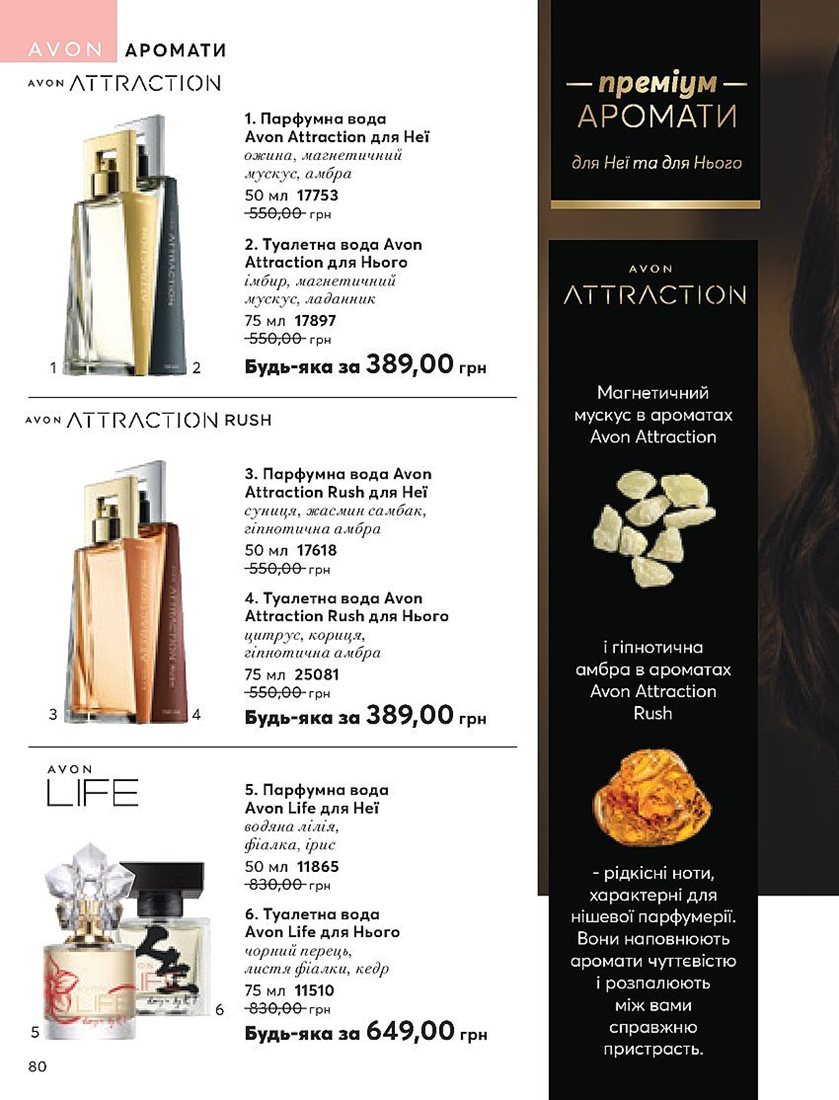 AVON АРОМАТИ
AVON ATTRACTION
1. Парфумна вода
Avon Attraction для Неї
ожина, магнетичний
мускус, амбра
50 мл 17753
550,00 грн
2. Туалетна вода Avon
Attraction для Нього
імбир, магнетичний
мускус, ладанник
75 мл 17897
550,00 грн
Будь-яка за 389,00 грн
ATTRACTION
1
2
AVON ATTRACTION RUSH
3. Парфумна вода Avon
Attraction Rush для Неї
суниця, жасмин самбак,
гіпнотична амбра
50 мл 17618
550,00 грн
4. Туалетна вода Avon
Attraction Rush для Нього
цитрус, кориця,
гіпнотична амбра
75 мл 25081
550,00 грн
Будь-яка за 389,00 грн
ATTRACTION
3
4
AVON
LIFE
5. Парфумна вода
Avon Life для Неї
водяна лілія,
фіалка, ірис
50 мл 11865
830,00 грн
6. Туалетна вода
Avon Life для Нього
чорний перець,
листя фіалки, кедр
75 мл 11510
830,00 грн
Будь-яка за 649,00 грн
LIFE
AVON
LIFE
5
6
80
преміум
АРОМАТИ
для Неї та для Нього
AVON
ATTRACTION
Магнетичний
мускус в ароматах
Avon Attraction
і гіпнотична
амбра в ароматах
Avon Attraction
Rush
- рідкісні ноти,
характерні для
нішевої парфумерії.
Вони наповнюють
аромати чуттєвістю
і розпалюють
між вами
справжню
пристрасть.